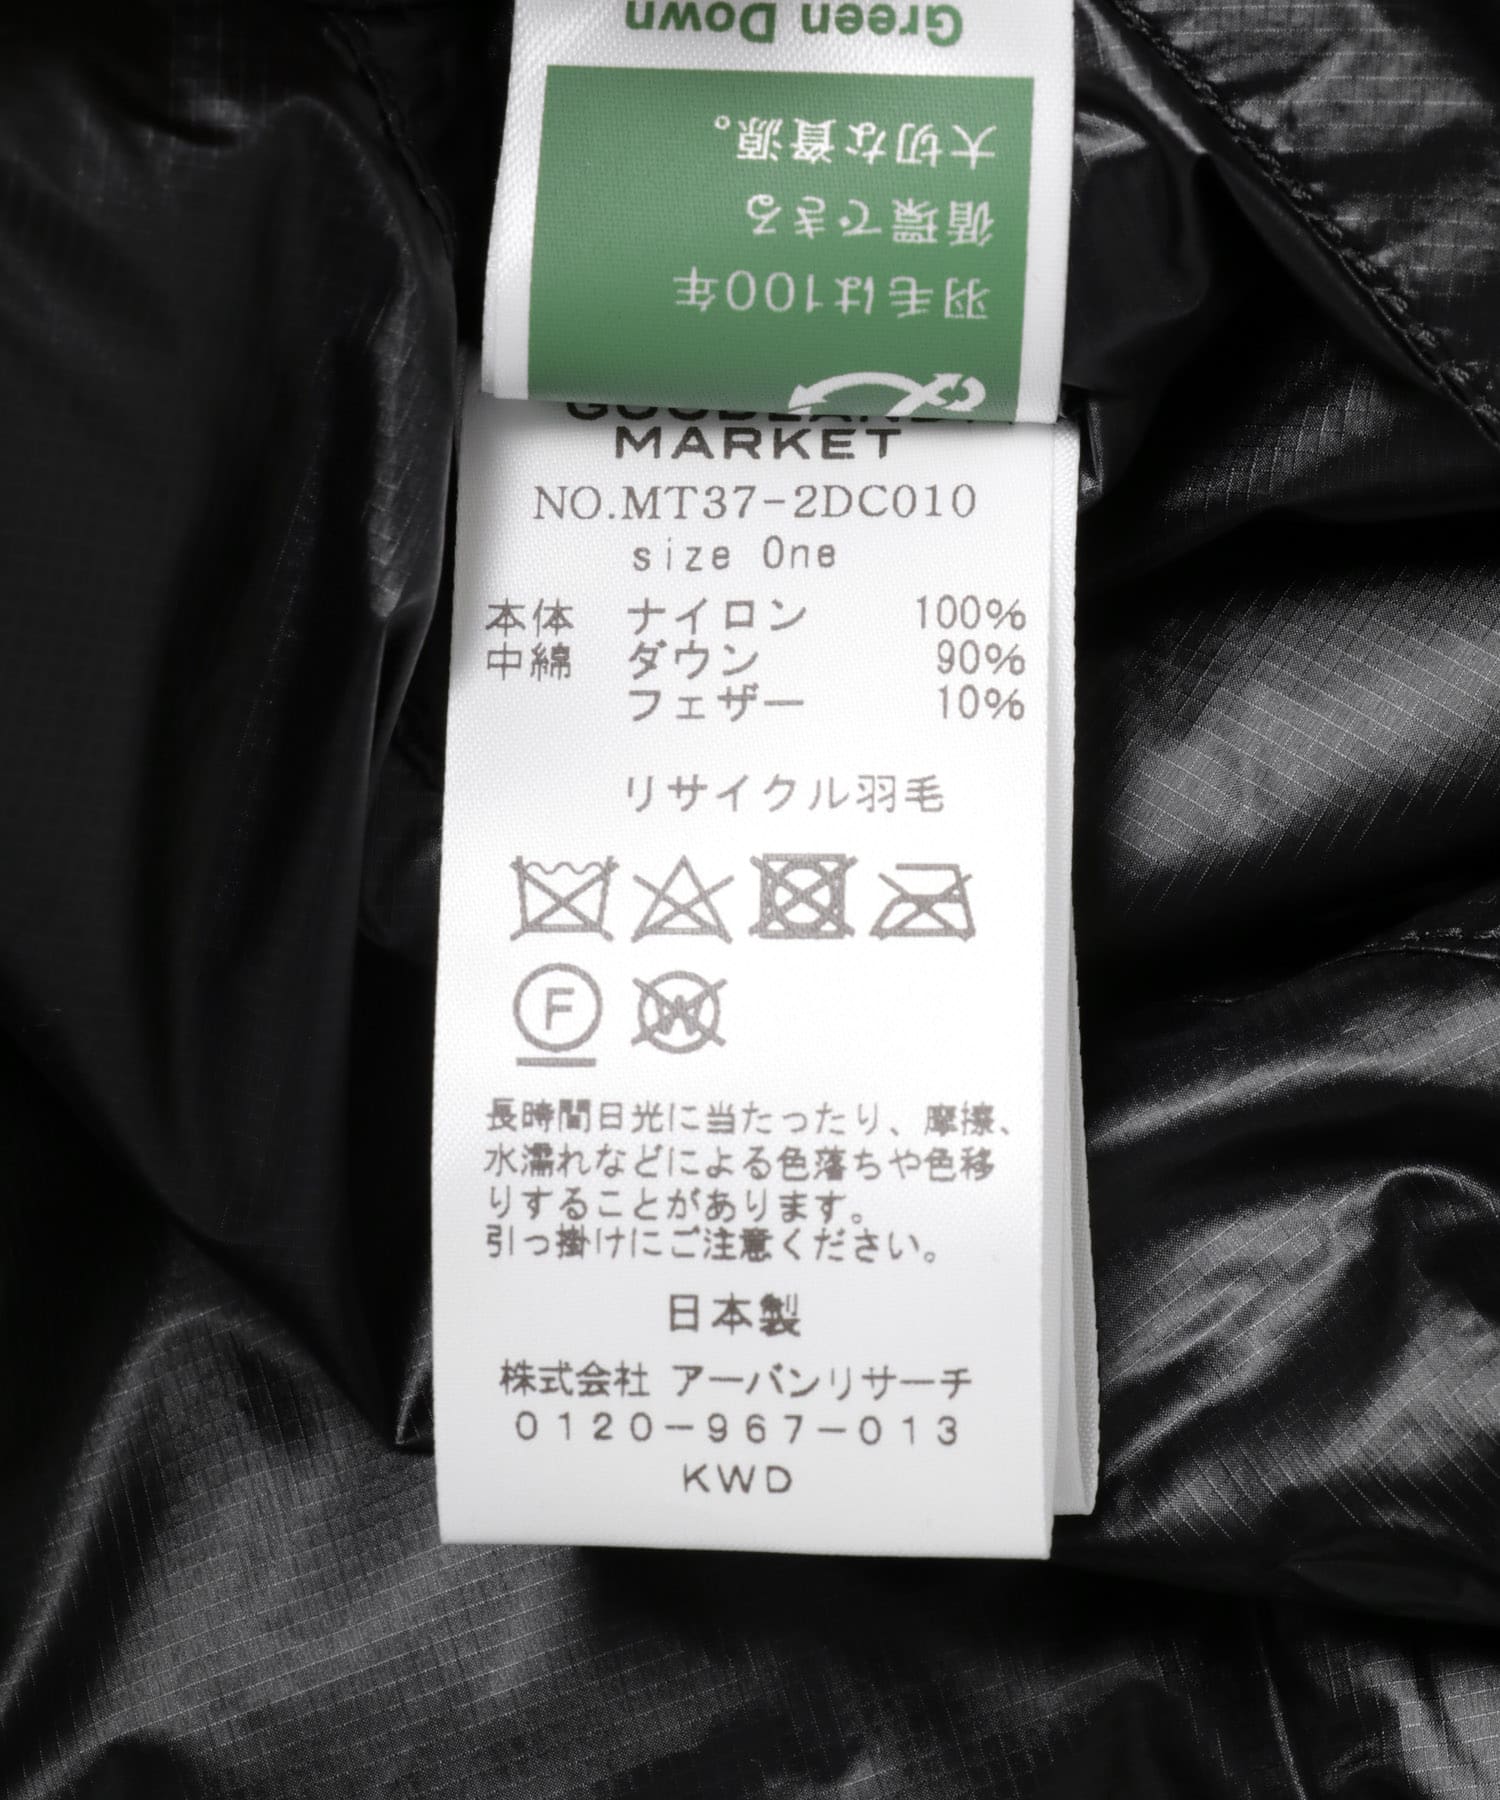 Green Down
羽毛は100年
循環できる
大切な資源。
GOODLANDY
MARKET
NO.MT37-2DC010
size One
本体 ナイロン 100%
中綿 ダウン 90%
フェザー 10%
リサイクル羽毛
F W
長時間日光に当たったり、摩擦、
水濡れなどによる色落ちや色移
りすることがあります。
引っ掛けにご注意ください。
日本製
株式会社 アーバンリサーチ
0120-967-013
KWD